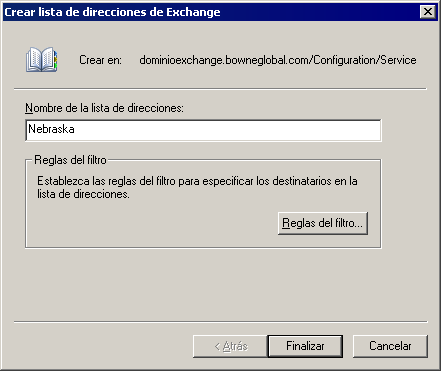 Crear lista de direcciones de Exchange
Crear en: dominioexchange.bowneglobal.com/Configuration/Service
Nombre de la lista de direcciones:
Nebraska
Reglas del filtro
Establezca las reglas del filtro para especificar los destinatarios en la
lista de direcciones.
Reglas del filtro...
< Atrás Finalizar Cancelar